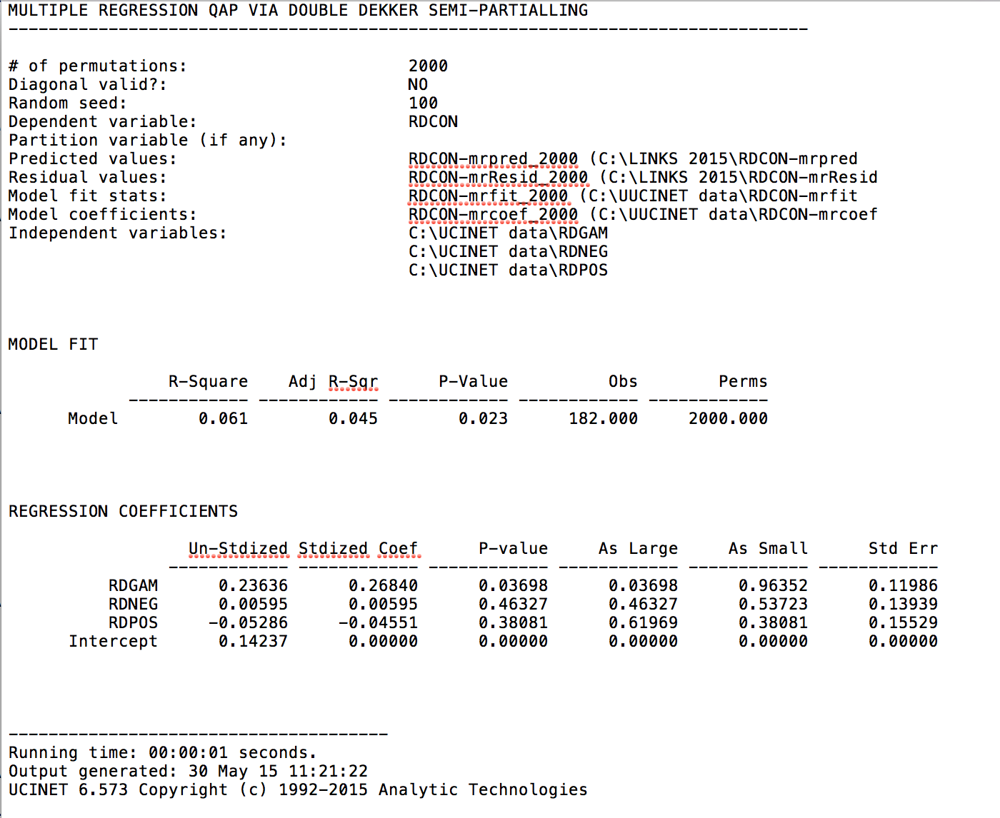 MULTIPLE REGRESSION QAP VIA DOUBLE DEKKER SEMI-PARTIALLING
--------------------------------------------------------------------------------
# of permutations: 2000
Diagonal valid?: NO
Random seed: 100
Dependent variable: RDCON
Partition variable (if any):
Predicted values: RDCON-mrpred_2000 (C:\LINKS 2015\RDCON-mrpred
Residual values: RDCON-mrResid_2000 (C:\LINKS 2015\RDCON-mrResid
Model fit stats: RDCON-mrfit_2000 (C:\UUCINET data\RDCON-mrfit
Model coefficients: RDCON-mrcoef_2000 (C:\UUCINET data\RDCON-mrcoef
Independent variables: C:\UCINET data\RDGAM
C:\UCINET data\RDNEG
C:\UCINET data\RDPOS
MODEL FIT
R-Square Adj R-Sqr P-Value Obs Perms
------------ ------------ ------------ ------------ ------------
Model 0.061 0.045 0.023 182.000 2000.000
REGRESSION COEFFICIENTS
Un-Stdized Stdized Coef P-value As Large As Small Std Err
------------ ------------ ------------ ------------ ------------ ------------
RDGAM 0.23636 0.26840 0.03698 0.03698 0.96352 0.11986
RDNEG 0.00595 0.00595 0.46327 0.46327 0.53723 0.13939
RDPOS -0.05286 -0.04551 0.38081 0.61969 0.38081 0.15529
Intercept 0.14237 0.00000 0.00000 0.00000 0.00000 0.00000
--------------------------------------
Running time: 00:00:01 seconds.
Output generated: 30 May 15 11:21:22
UCINET 6.573 Copyright (c) 1992-2015 Analytic Technologies